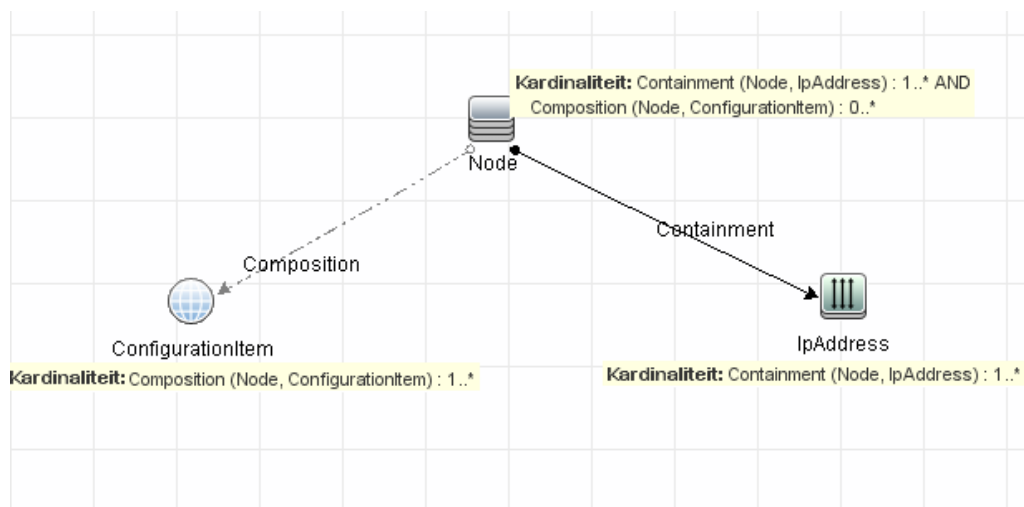 Kardinaliteit: Containment (Node, IpAddress) : 1..* AND
Composition (Node, ConfigurationItem) : 0..*
Node
Containment
Composition
IpAddress
ConfigurationItem
Kardinaliteit: Containment (Node, IpAddress) : 1..*
Kardinaliteit: Composition (Node, ConfigurationItem) : 1..*